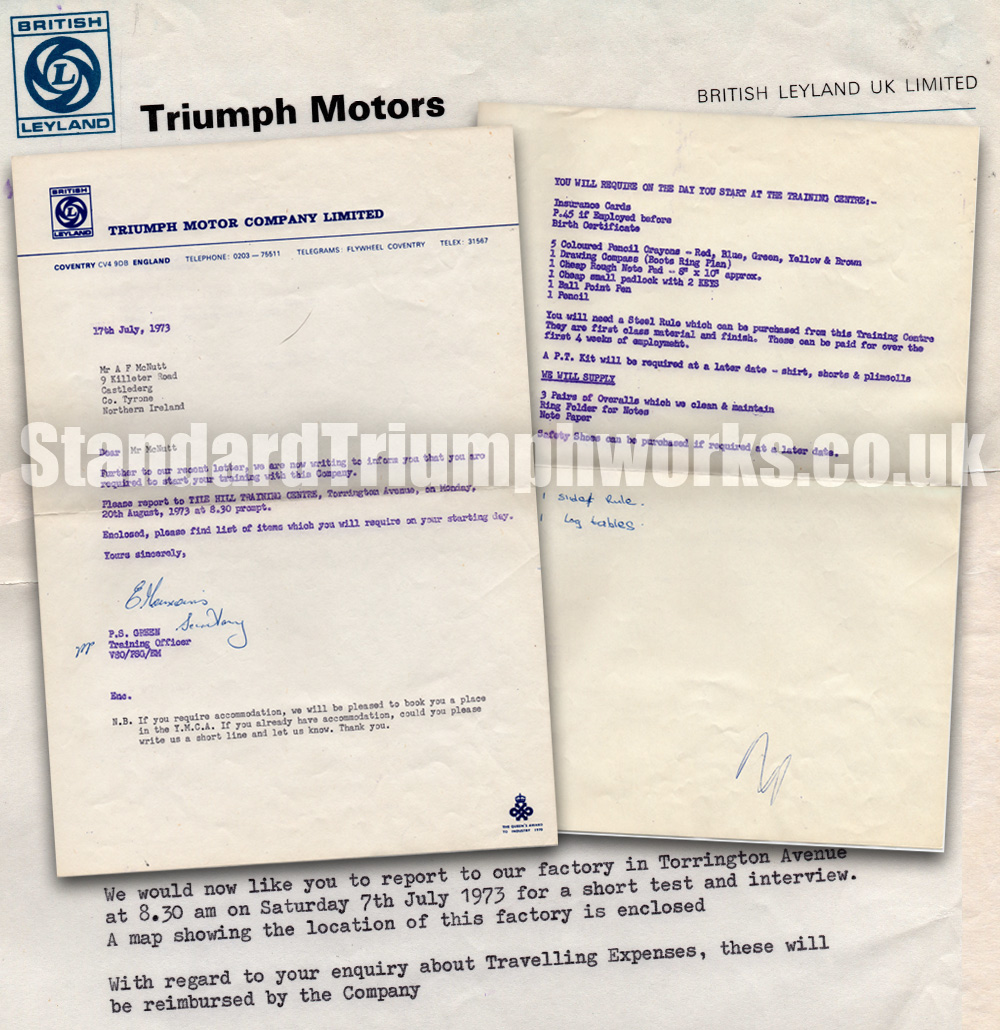 BRITISH
L
LEYLAND
Triumph Motors
BRITISH LEYLAND UK LIMITED
BRITISH
L
LEYLAND
TRIUMPH MOTOR COMPANY LIMITED
COVENTRY CV4 9DB ENGLAND TELEPHONE: 0203—75511 TELEGRAMS: FLYWHEEL COVENTRY TELEX: 31567
17th July, 1973
Mr A F McNutt
9 Killeter Road
Castlederg
Co. Tyrone
Northern Ireland
Dear Mr McNutt
Further to our recent letter, we are now writing to inform you that you are
required to start your training with this Company.
Please report to TILE HILL TRAINING CENTRE, Torrington Avenue, on Monday,
20th August, 1973 at 8.30 prompt.
Enclosed, please find list of items which you will require on your starting day.
Yours sincerely,
Secretary
pp
P.S. GREEN
Training Officer
VSO/PSG/EM
Enc.
N.B. If you require accommodation, we will be pleased to book you a place
in the Y.M.C.A. If you already have accommodation, could you please
write us a short line and let us know. Thank you.
THE QUEEN'S AWARD
TO INDUSTRY 1970
YOU WILL REQUIRE ON THE DAY YOU START AT THE TRAINING CENTRE:-
Insurance Cards
P.45 if Employed before
Birth Certificate
5 Coloured Pencil Crayons - Red, Blue, Green, Yellow & Brown
1 Drawing Compass (Boots Ring Plan)
1 Cheap Rough Note Pad - 8" x 10" approx.
1 Cheap small padlock with 2 KEYS
1 Ball Point Pen
1 Pencil
You will need a Steel Rule which can be purchased from this Training Centre
They are first class material and finish. These can be paid for over the
first 4 weeks of employment.
A P.T. Kit will be required at a later date - shirt, shorts & plimsolls
WE WILL SUPPLY
3 Pairs of Overalls which we clean & maintain
Ring Folder for Notes
Note Paper
Safety Shoes can be purchased if required at a later date.
1 slide Rule.
1 Log tables.
StandardTriumphworks.co.uk
We would now like you to report to our factory in Torrington Avenue
at 8.30 am on Saturday 7th July 1973 for a short test and interview.
A map showing the location of this factory is enclosed
With regard to your enquiry about Travelling Expenses, these will
be reimbursed by the Company